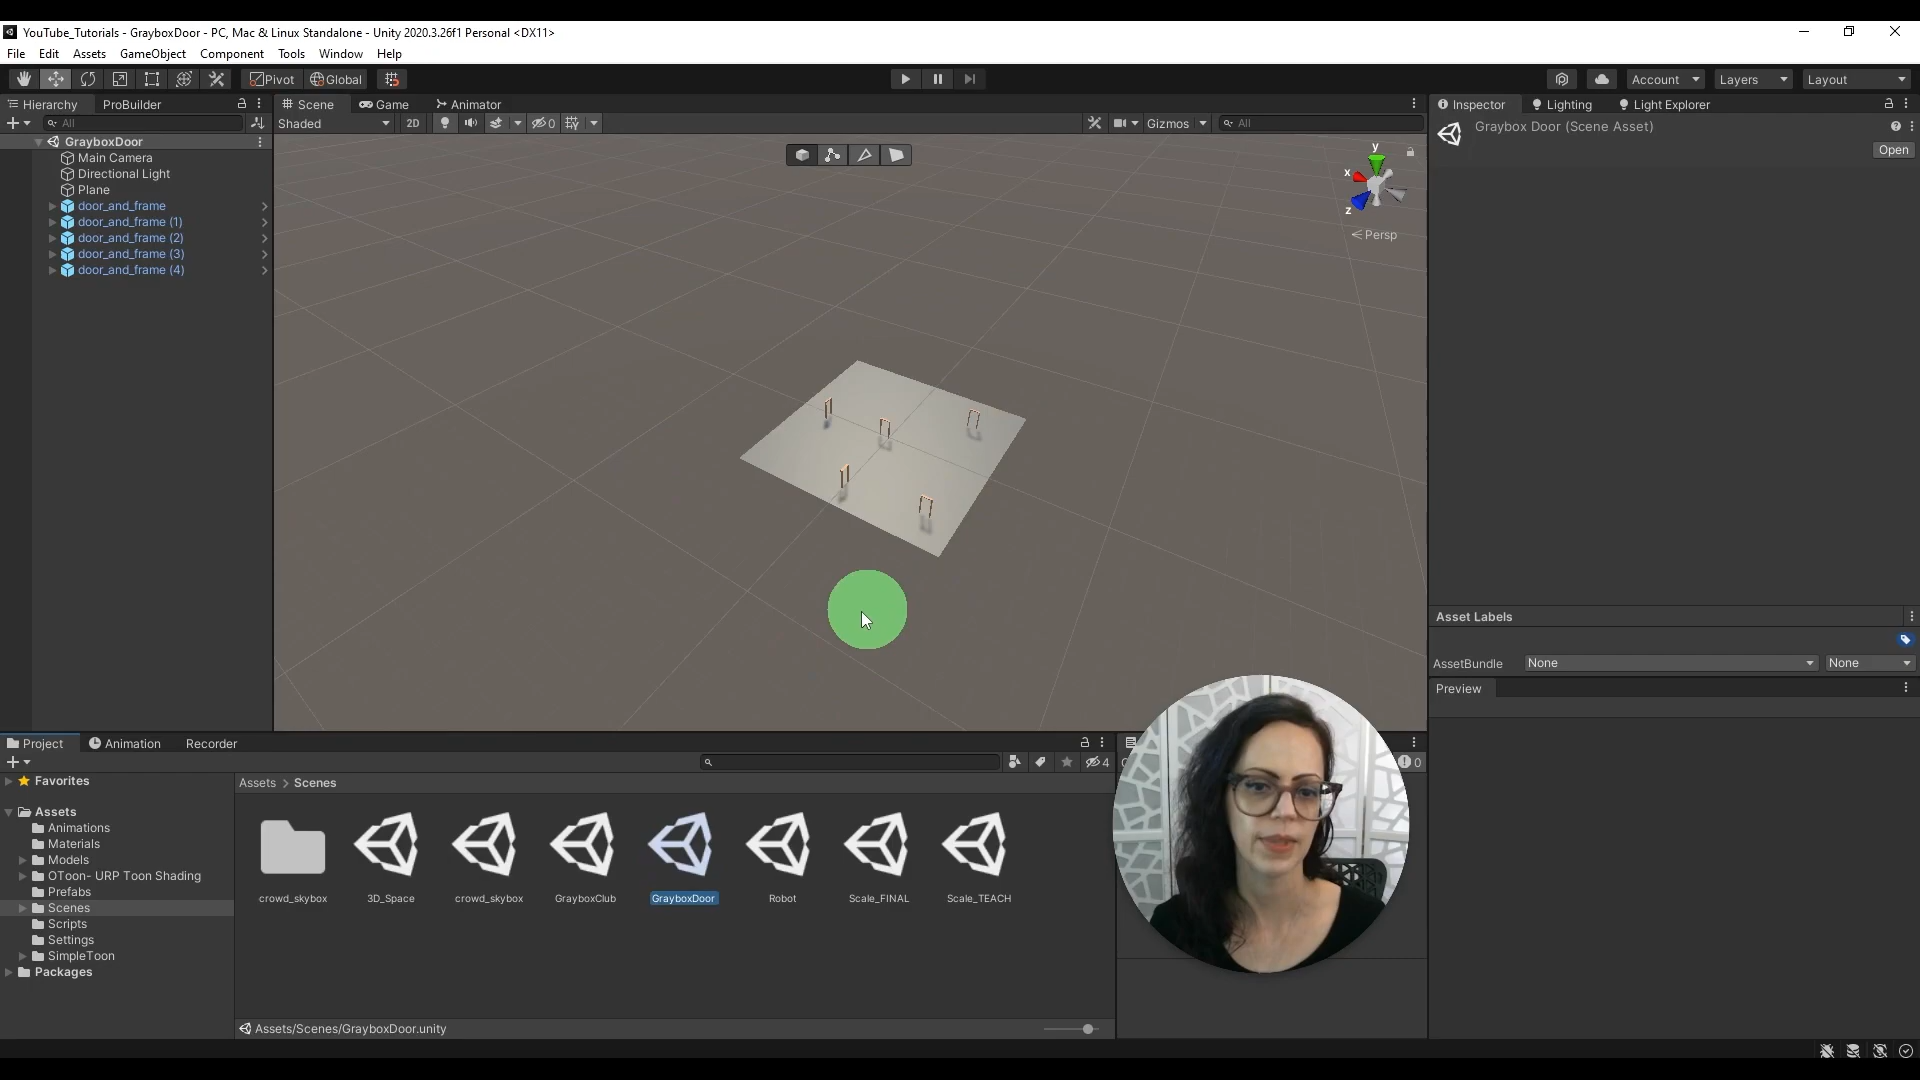 YouTube_Tutorials - GrayboxDoor - PC, Mac & Linux Standalone - Unity 2020.3.26f1 Personal <DX11>
File Edit Assets GameObject Component Tools Window Help
Pivot Global Account Layers Layout
Hierarchy ProBuilder Scene Game Animator Inspector Lighting Light Explorer
All Shaded 2D 0 Gizmos All
GrayboxDoor
Main Camera
Directional Light
Plane
door_and_frame
door_and_frame (1)
door_and_frame (2)
door_and_frame (3)
door_and_frame (4)
y
x
z
Persp
Graybox Door (Scene Asset)
Open
Asset Labels
AssetBundle None None
Preview
Project Animation Recorder
4 0
Favorites
Assets
Animations
Materials
Models
OToon- URP Toon Shading
Prefabs
Scenes
Scripts
Settings
SimpleToon
Packages
Assets > Scenes
crowd_skybox 3D_Space crowd_skybox GrayboxClub GrayboxDoor Robot Scale_FINAL Scale_TEACH
Assets/Scenes/GrayboxDoor.unity